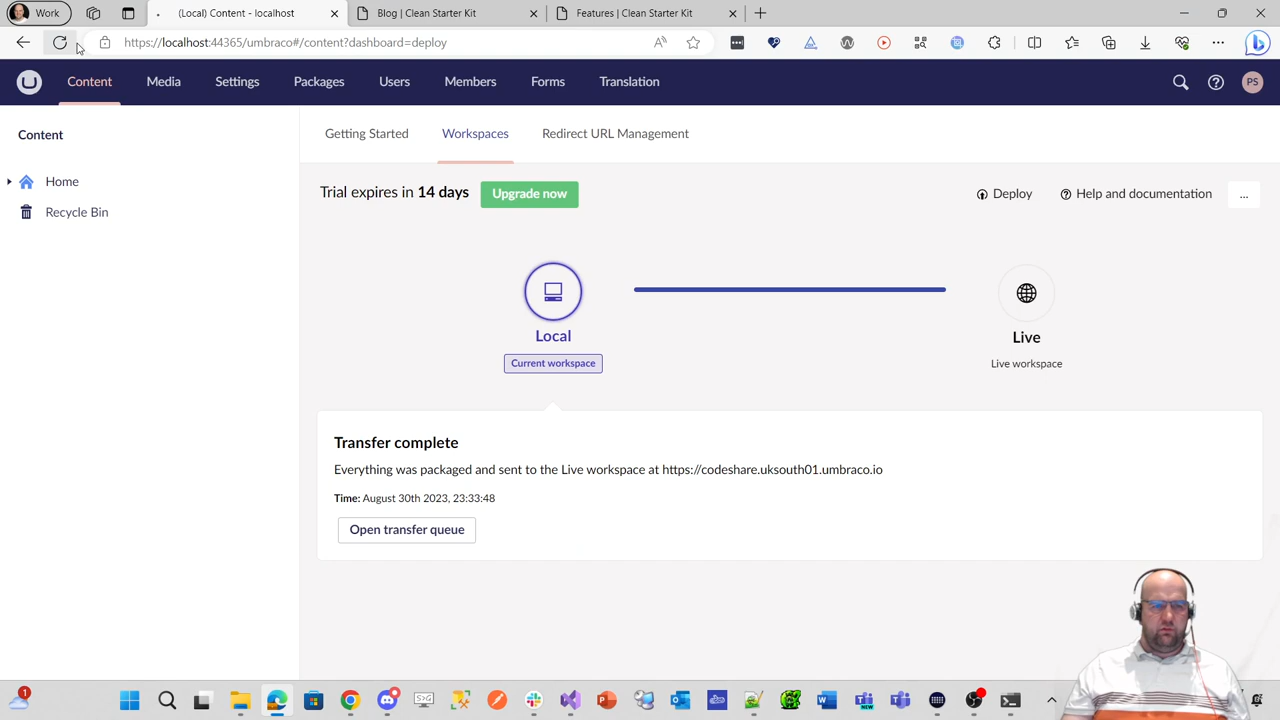 Work
(Local) Content - localhost
Blog | Clean Starter Kit
Features | Clean Starter Kit
https://localhost:44365/umbraco#/content?dashboard=deploy
Content
Media
Settings
Packages
Users
Members
Forms
Translation
PS
Content
Home
Recycle Bin
Getting Started
Workspaces
Redirect URL Management
Trial expires in 14 days
Upgrade now
Deploy
Help and documentation
...
Local
Current workspace
Live
Live workspace
Transfer complete
Everything was packaged and sent to the Live workspace at https://codeshare.uksouth01.umbraco.io
Time: August 30th 2023, 23:33:48
Open transfer queue
1